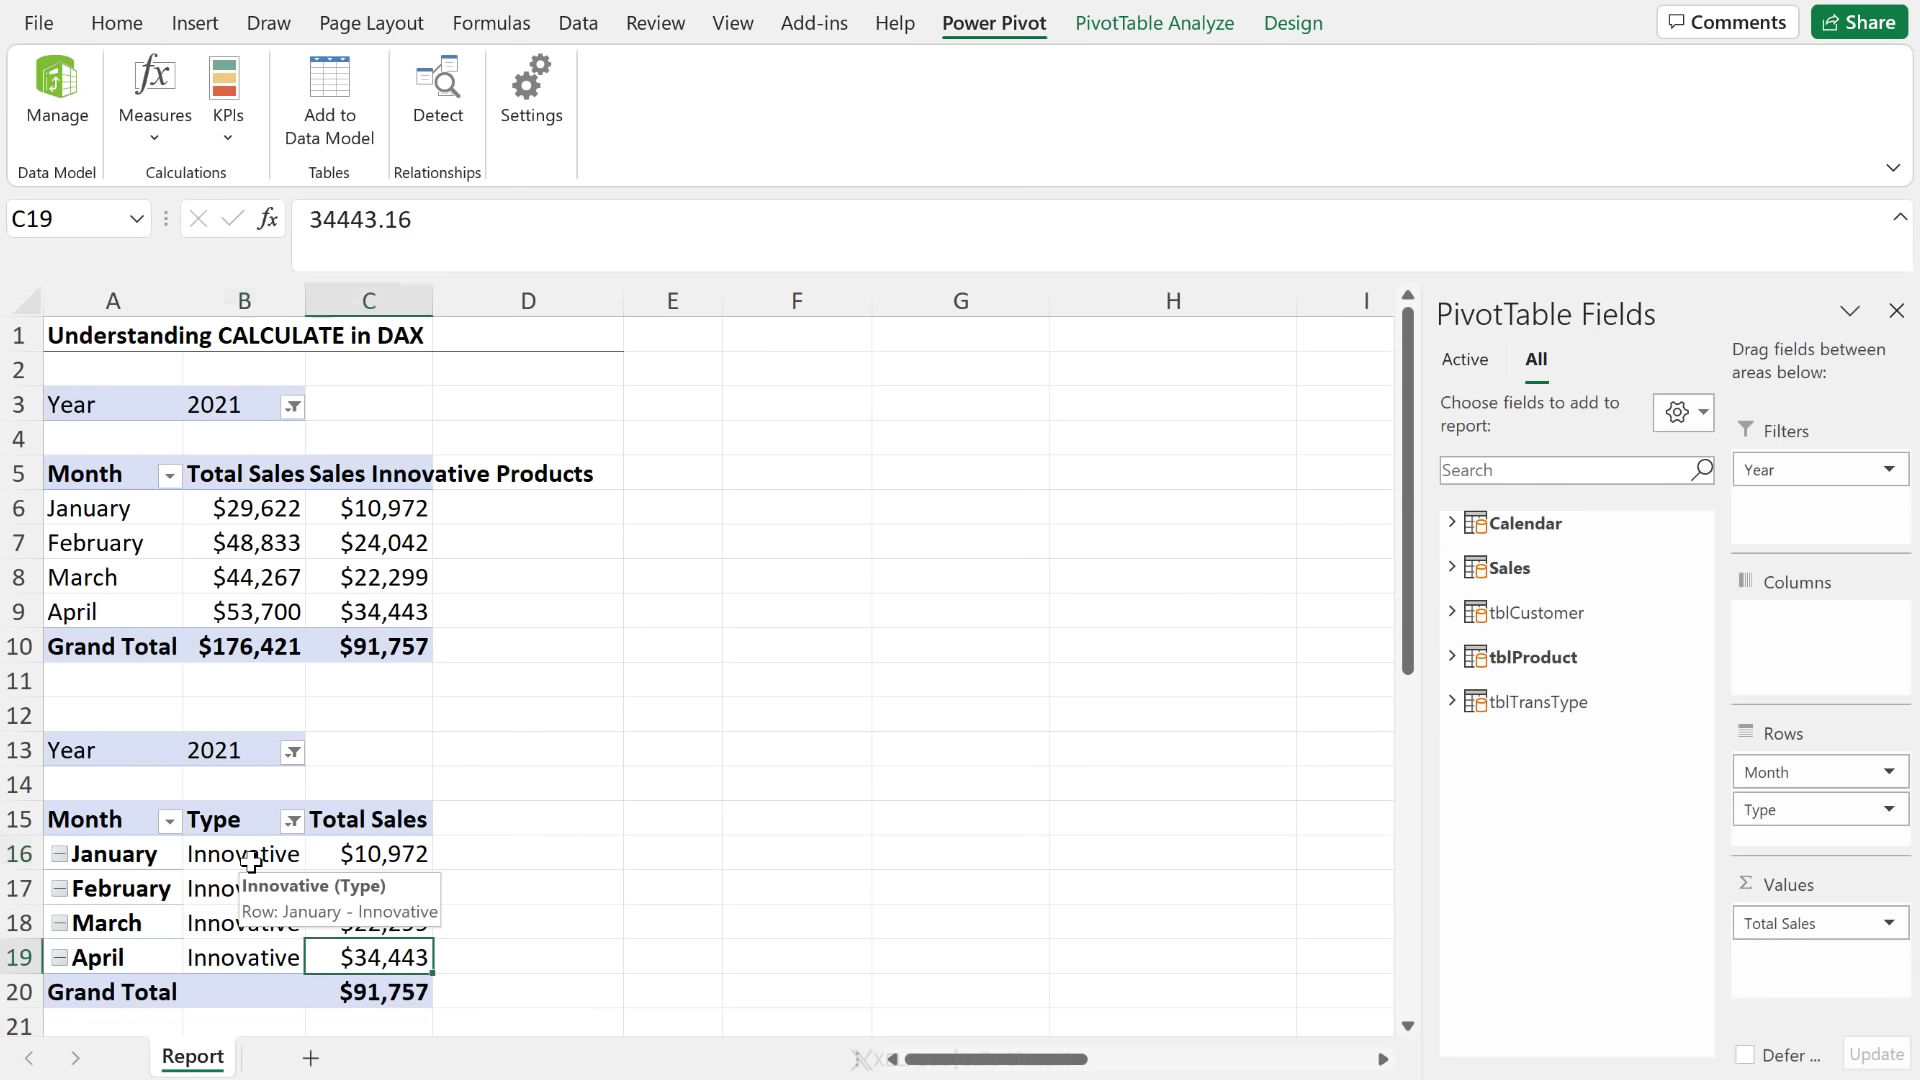 File Home Insert Draw Page Layout Formulas Data Review View Add-ins Help Power Pivot PivotTable Analyze Design Comments Share
Manage Measures KPIs Add to Data Model Detect Settings
Data Model Calculations Tables Relationships
C19 fx 34443.16
A B C D E F G H I
1 Understanding CALCULATE in DAX
2
3 Year 2021
4
5 Month Total Sales Sales Innovative Products
6 January $29,622 $10,972
7 February $48,833 $24,042
8 March $44,267 $22,299
9 April $53,700 $34,443
10 Grand Total $176,421 $91,757
11
12
13 Year 2021
14
15 Month Type Total Sales
16 January Innovative $10,972
17 February Inno
Innovative (Type)
Row: January - Innovative
18 March
19 April Innovative $34,443
20 Grand Total $91,757
21
Report
PivotTable Fields
Active All
Choose fields to add to
report:
Search
Calendar
Sales
tblCustomer
tblProduct
tblTransType
Drag fields between
areas below:
Filters
Year
Columns
Rows
Month
Type
Σ Values
Total Sales
Defer ... Update